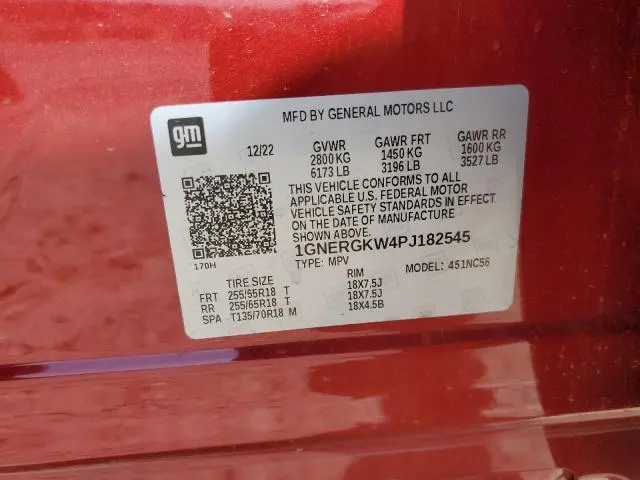 MFD BY GENERAL MOTORS LLC
gm
12/22 GVWR GAWR FRT GAWR RR
2800 KG 1450 KG 1600 KG
6173 LB 3196 LB 3527 LB
THIS VEHICLE CONFORMS TO ALL
APPLICABLE U.S. FEDERAL MOTOR
VEHICLE SAFETY STANDARDS IN EFFECT
ON THE DATE OF MANUFACTURE
SHOWN ABOVE.
170H
1GNERGKW4PJ182545
TYPE: MPV MODEL: 451NC56
TIRE SIZE RIM
FRT 255/95R18 T 18X7.5J
RR 255/65R18 T 18X7.5J
SPA T135/70R18 M 18X4.5B